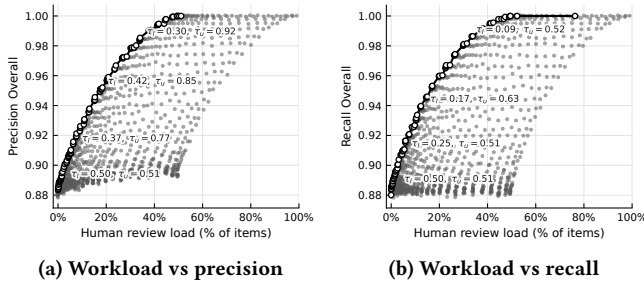 1.00
0.98
0.96
0.94
0.92
0.90
0.88
Precision Overall
τl = 0.30, τu = 0.92
τl = 0.42, τu = 0.85
τl = 0.37, τu = 0.77
τl = 0.50, τu = 0.51
0% 20% 40% 60% 80% 100%
Human review load (% of items)
(a) Workload vs precision
1.00
0.98
0.96
0.94
0.92
0.90
0.88
Recall Overall
τl = 0.09, τu = 0.52
τl = 0.17, τu = 0.63
τl = 0.25, τu = 0.51
τl = 0.50, τu = 0.51
0% 20% 40% 60% 80% 100%
Human review load (% of items)
(b) Workload vs recall